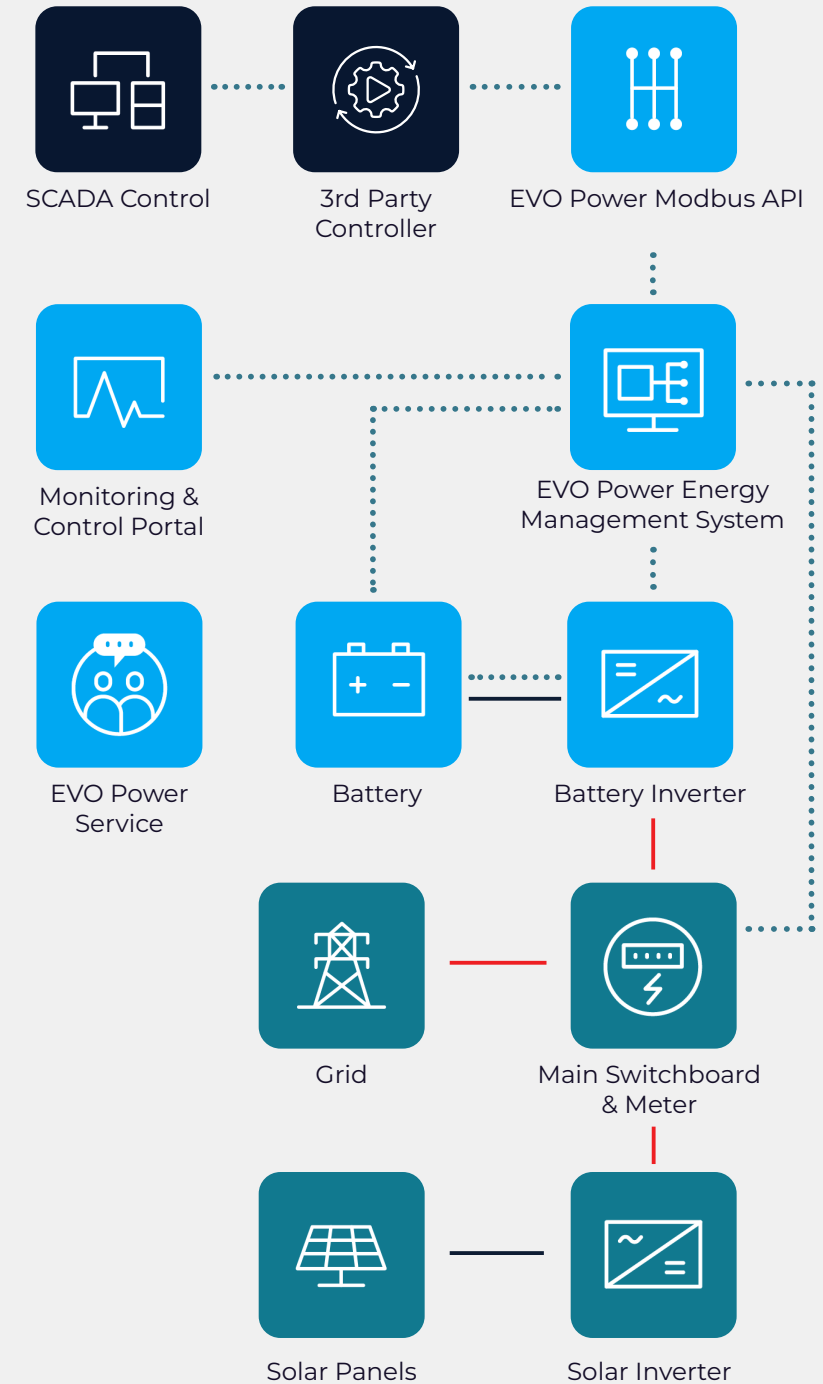 SCADA Control
3rd Party
Controller
EVO Power Modbus API
Monitoring &
Control Portal
EVO Power Energy
Management System
EVO Power
Service
Battery
Battery Inverter
Grid
Main Switchboard
& Meter
Solar Panels
Solar Inverter